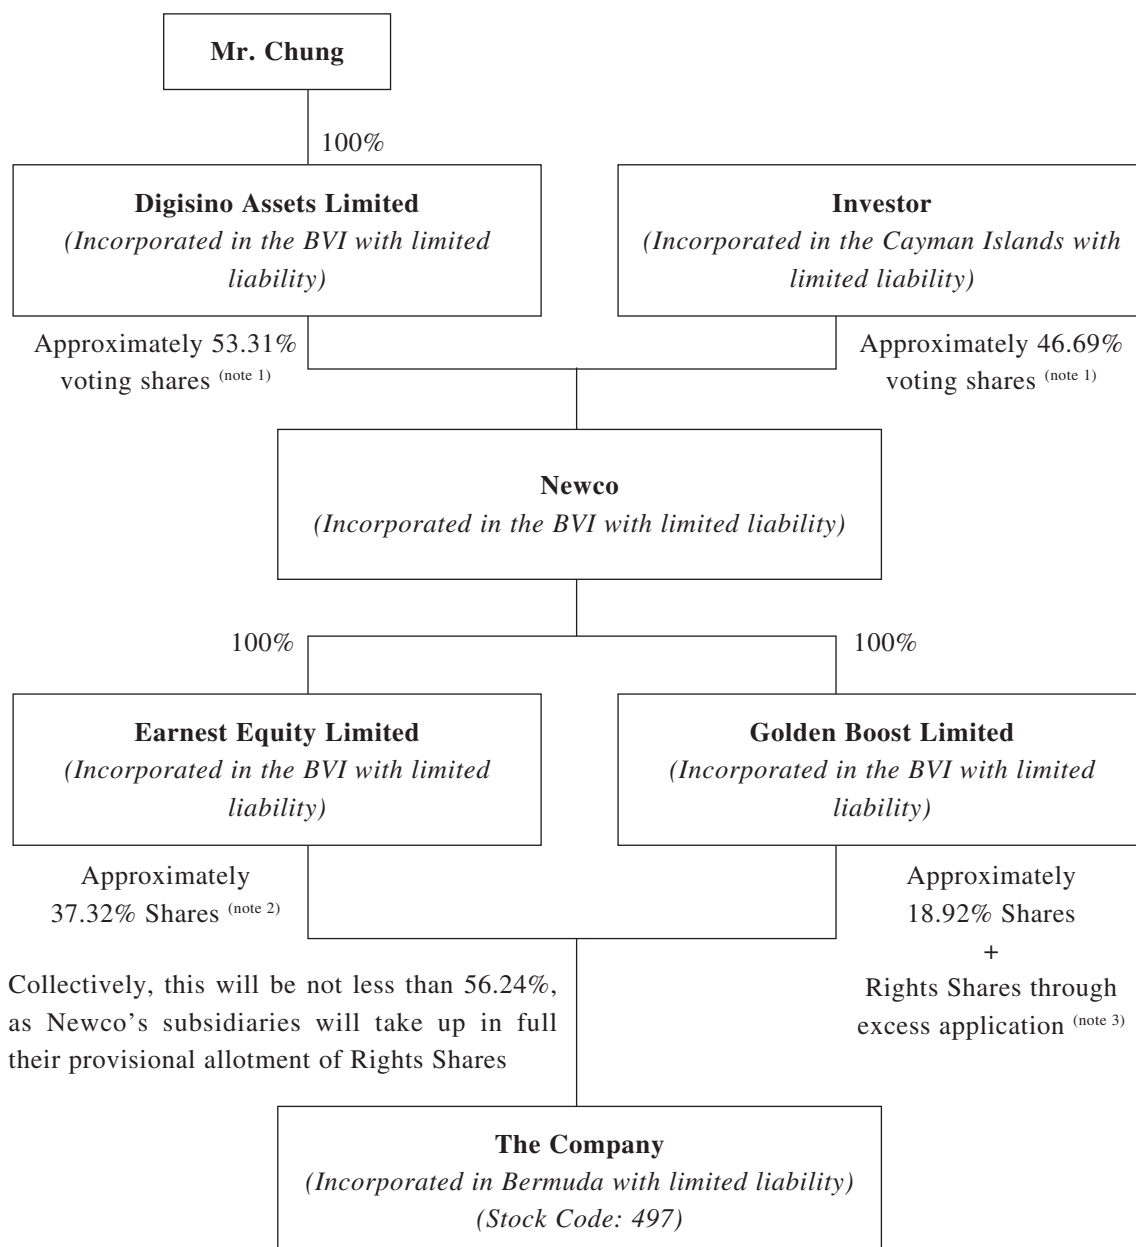 Mr. Chung
100%
Digisino Assets Limited
(Incorporated in the BVI with limited
liability)
Investor
(Incorporated in the Cayman Islands with
limited liability)
Approximately 53.31%
voting shares (note 1)
Approximately 46.69%
voting shares (note 1)
Newco
(Incorporated in the BVI with limited liability)
100%
100%
Earnest Equity Limited
(Incorporated in the BVI with limited
liability)
Golden Boost Limited
(Incorporated in the BVI with limited
liability)
Approximately
37.32% Shares (note 2)
Approximately
18.92% Shares
+
Rights Shares through
excess application (note 3)
Collectively, this will be not less than 56.24%,
as Newco's subsidiaries will take up in full
their provisional allotment of Rights Shares
The Company
(Incorporated in Bermuda with limited liability)
(Stock Code: 497)